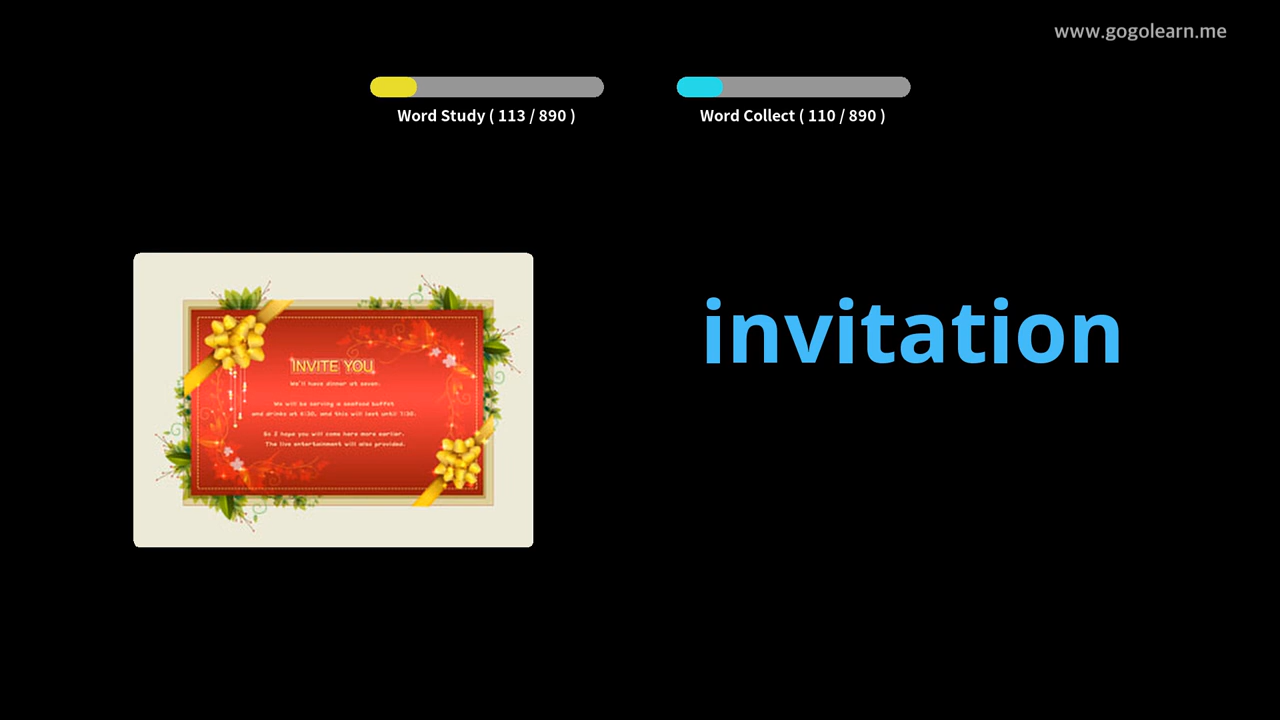 www.gogolearn.me
Word Study ( 113 / 890 )
Word Collect ( 110 / 890 )
invitation
INVITE YOU
We'll have dinner at seven.
We will be serving a seafood buffet
and drinks at 6:30, and this will last until 7:30.
So I hope you will come here more earlier.
The live entertainment will also provided.